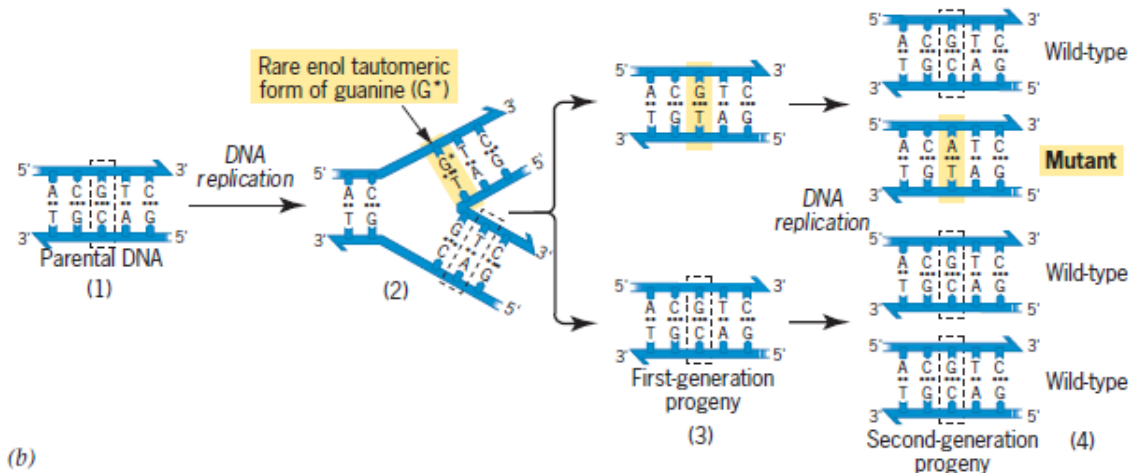 Rare enol tautomeric
form of guanine (G*)
5' 3'
A C G T C
T G C A G
3' 5'
Parental DNA
(1)
DNA
replication
3'
5'
A C G* T C
T G T A G
5'
3'
G T C
C A G
3'
5'
(2)
5' 3'
A C G T C
T G T A G
3' 5'
5' 3'
A C G T C
T G C A G
3' 5'
First-generation
progeny
(3)
DNA
replication
5' 3'
A C G T C
T G C A G
3' 5'
Wild-type
5' 3'
A C A T C
T G T A G
3' 5'
Mutant
5' 3'
A C G T C
T G C A G
3' 5'
Wild-type
5' 3'
A C G T C
T G C A G
3' 5'
Wild-type
Second-generation
progeny
(4)
(b)